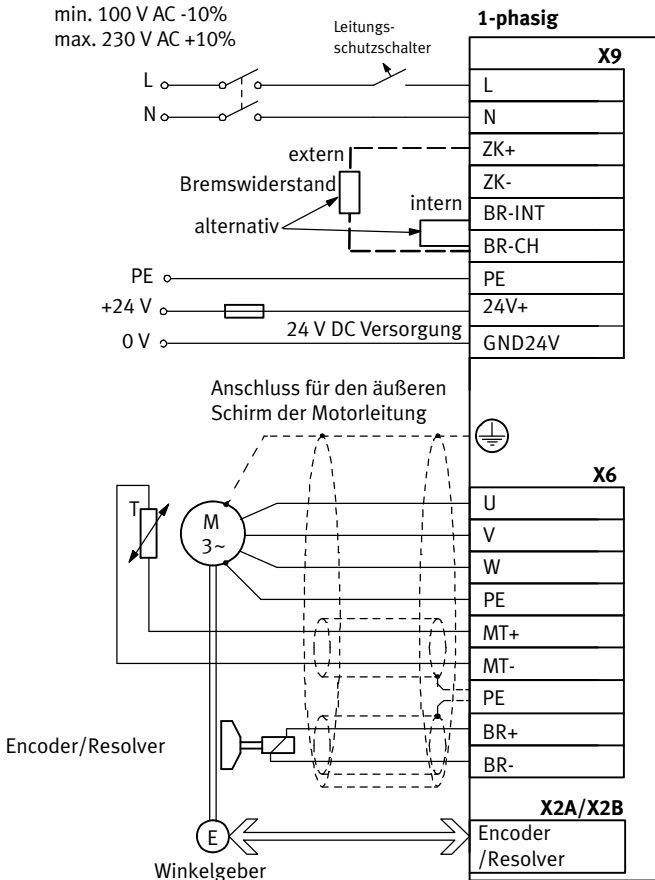 min. 100 V AC -10%
max. 230 V AC +10%
Leitungs-
schutzschalter
1-phasig
X9
L
L
N
N
extern
ZK+
Bremswiderstand
ZK-
intern
BR-INT
alternativ
BR-CH
PE
PE
+24 V
24V+
24 V DC Versorgung
0 V
GND24V
Anschluss für den äußeren
Schirm der Motorleitung
X6
T
M
3~
U
V
W
PE
MT+
MT-
PE
BR+
Encoder/Resolver
BR-
X2A/X2B
E
Encoder
/Resolver
Winkelgeber